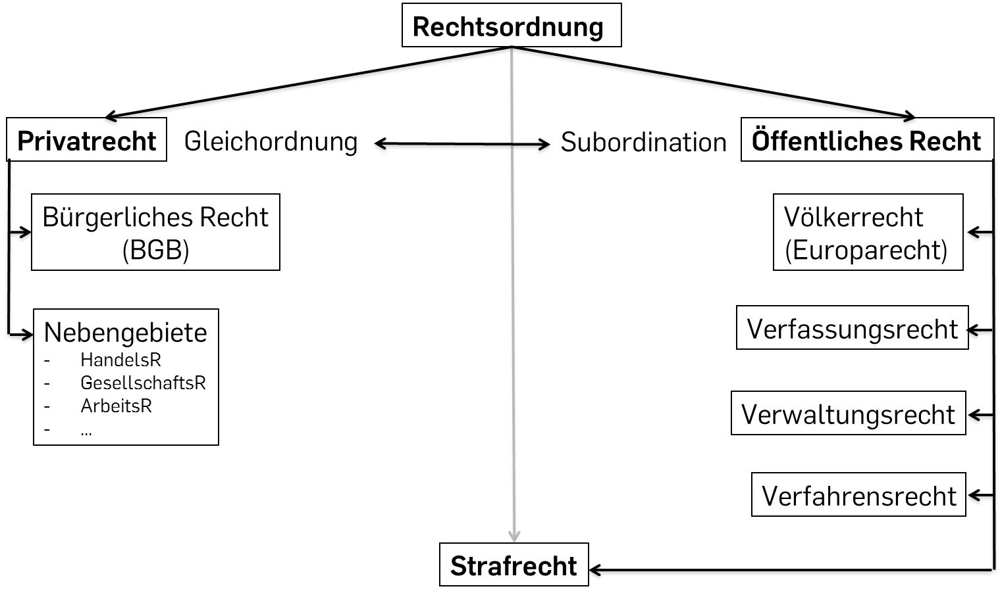 Rechtsordnung
Privatrecht
Gleichordnung
Subordination
Öffentliches Recht
Bürgerliches Recht
(BGB)
Nebengebiete
- HandelsR
- GesellschaftsR
- ArbeitsR
- ...
Völkerrecht
(Europarecht)
Verfassungsrecht
Verwaltungsrecht
Verfahrensrecht
Strafrecht